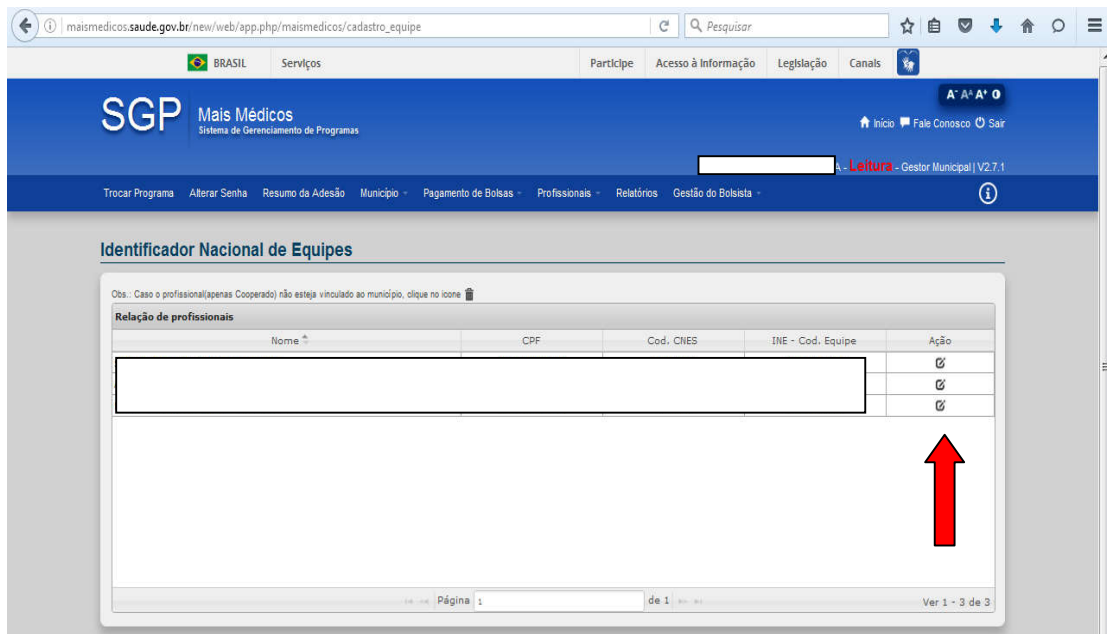 maismedicos.saude.gov.br/new/web/app.php/maismedicos/cadastro_equipe
Pesquisar
BRASIL Serviços Participe Acesso à Informação Legislação Canais
A- AA A+
SGP Mais Médicos
Sistema de Gerenciamento de Programas
Início Fale Conosco Sair
A - Leitura - Gestor Municipal | V2.7.1
Trocar Programa Alterar Senha Resumo da Adesão Município Pagamento de Bolsas Profissionais Relatórios Gestão do Bolsista
Identificador Nacional de Equipes
Obs.: Caso o profissional(apenas Cooperado) não esteja vinculado ao município, clique no icone
Relação de profissionais
Nome CPF Cod. CNES INE - Cod. Equipe Ação
Página 1 de 1 Ver 1 - 3 de 3